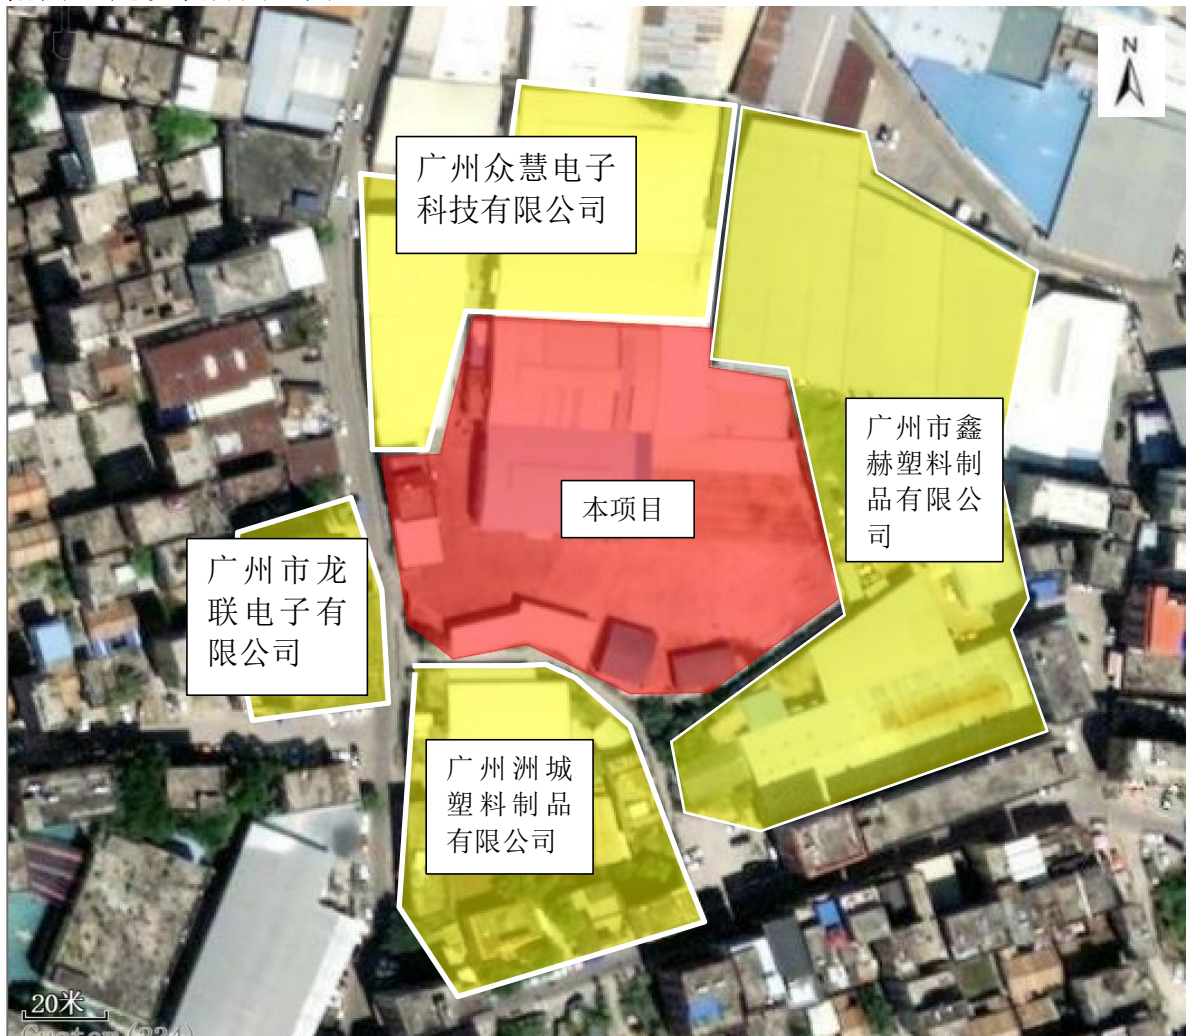 N
广州众慧电子
科技有限公司
广州市鑫
赫塑料制
品有限公
司
本项目
广州市龙
联电子有
限公司
广州洲城
塑料制品
有限公司
20米